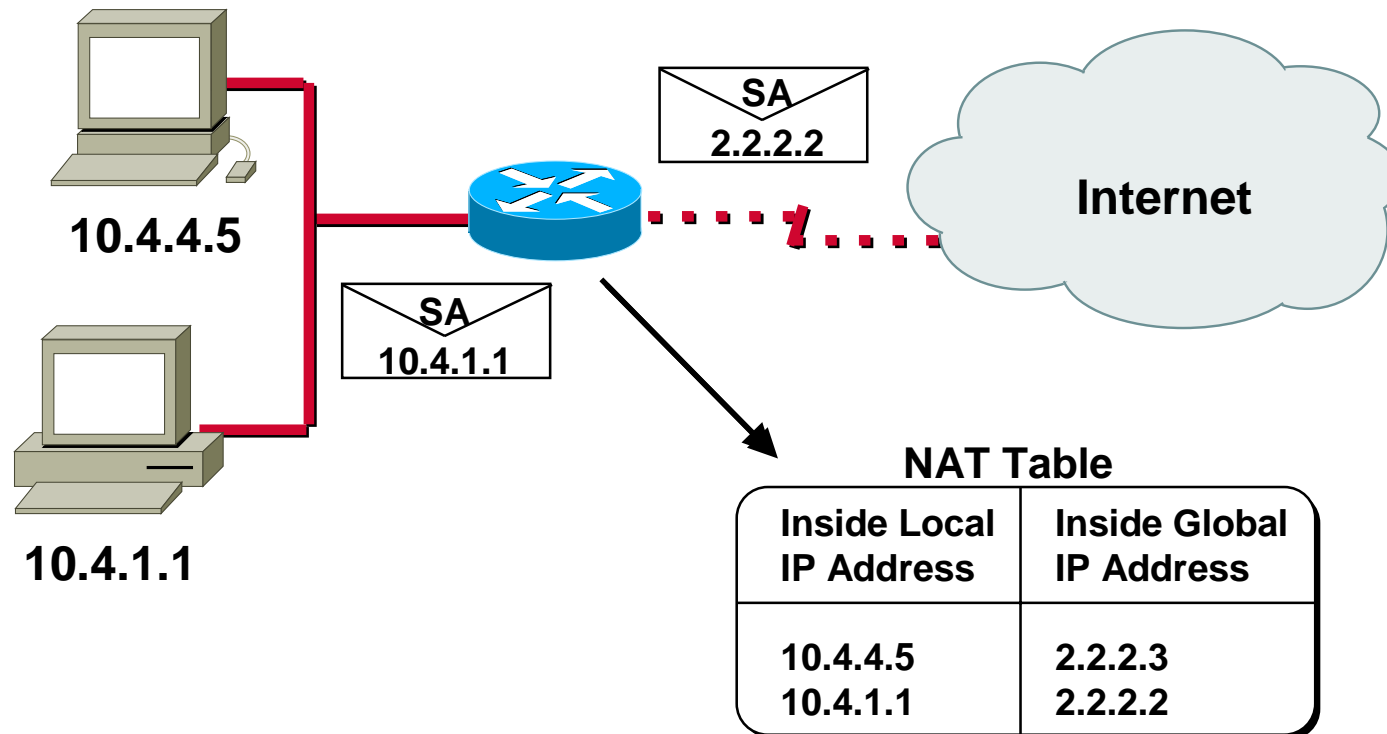 SA
2.2.2.2
Internet
10.4.4.5
SA
10.4.1.1
10.4.1.1
NAT Table
Inside Local
IP Address
Inside Global
IP Address
10.4.4.5 2.2.2.3
10.4.1.1 2.2.2.2